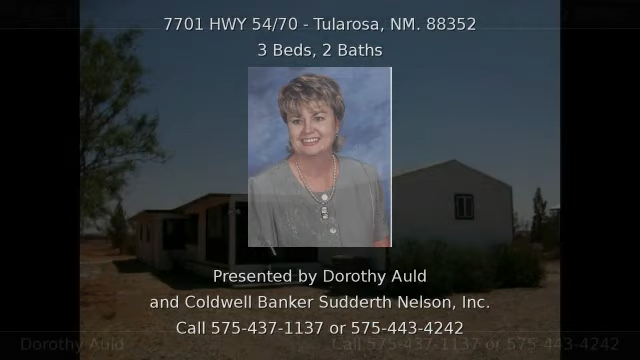 7701 HWY 54/70 - Tularosa, NM. 88352
3 Beds, 2 Baths
Presented by Dorothy Auld
and Coldwell Banker Sudderth Nelson, Inc.
Call 575-437-1137 or 575-443-4242
Dorothy Auld
Call 575-437-1137 or 575-443-4242